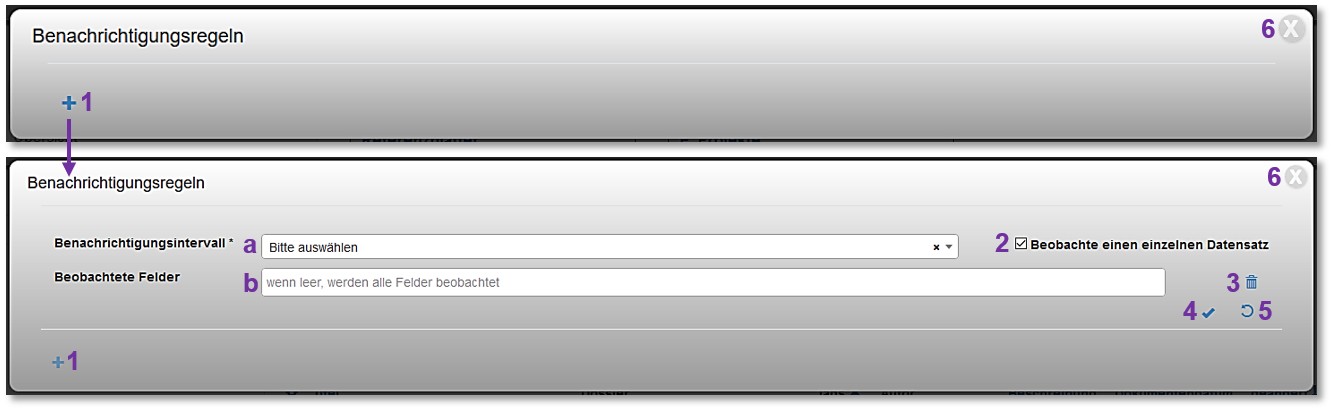 Benachrichtigungsregeln 6 X
+ 1
Benachrichtigungsregeln 6 X
Benachrichtigungsintervall * a Bitte auswählen × 2 Beobachte einen einzelnen Datensatz
Beobachtete Felder b wenn leer, werden alle Felder beobachtet 3
4 5
+ 1